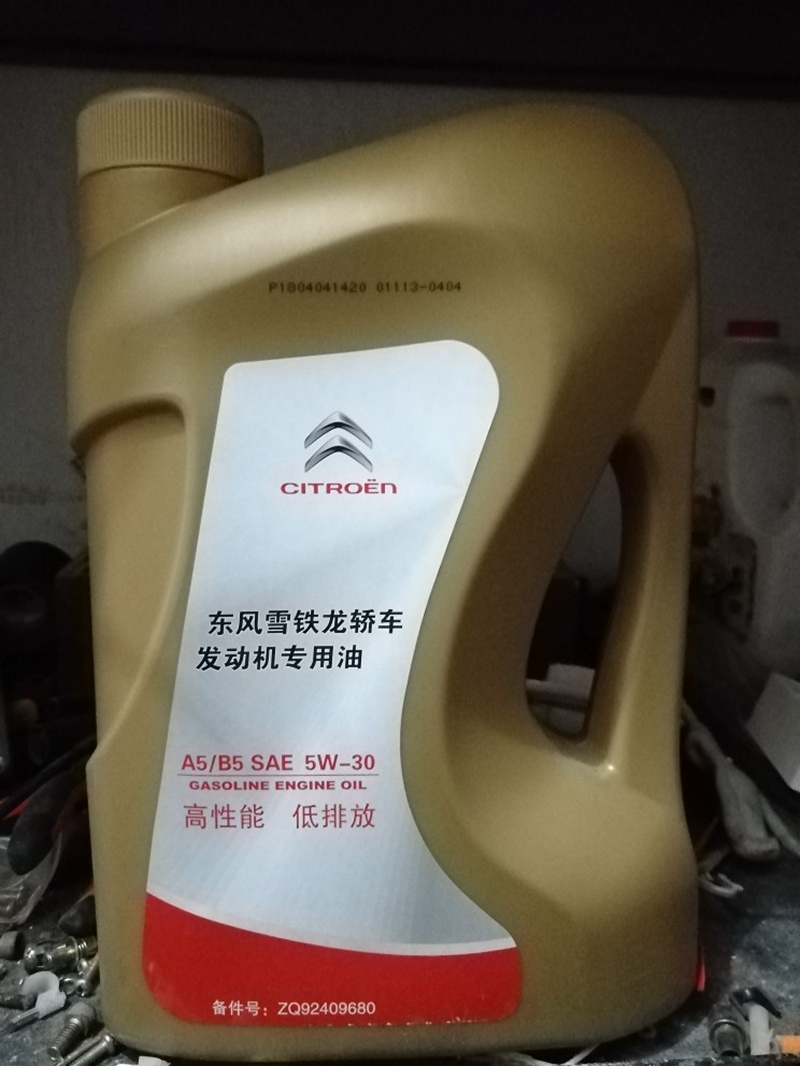 P1804041420 01113-0404
CITROËN
东风雪铁龙轿车
发动机专用油
A5/B5 SAE 5W-30
GASOLINE ENGINE OIL
高性能 低排放
备件号：ZQ92409680